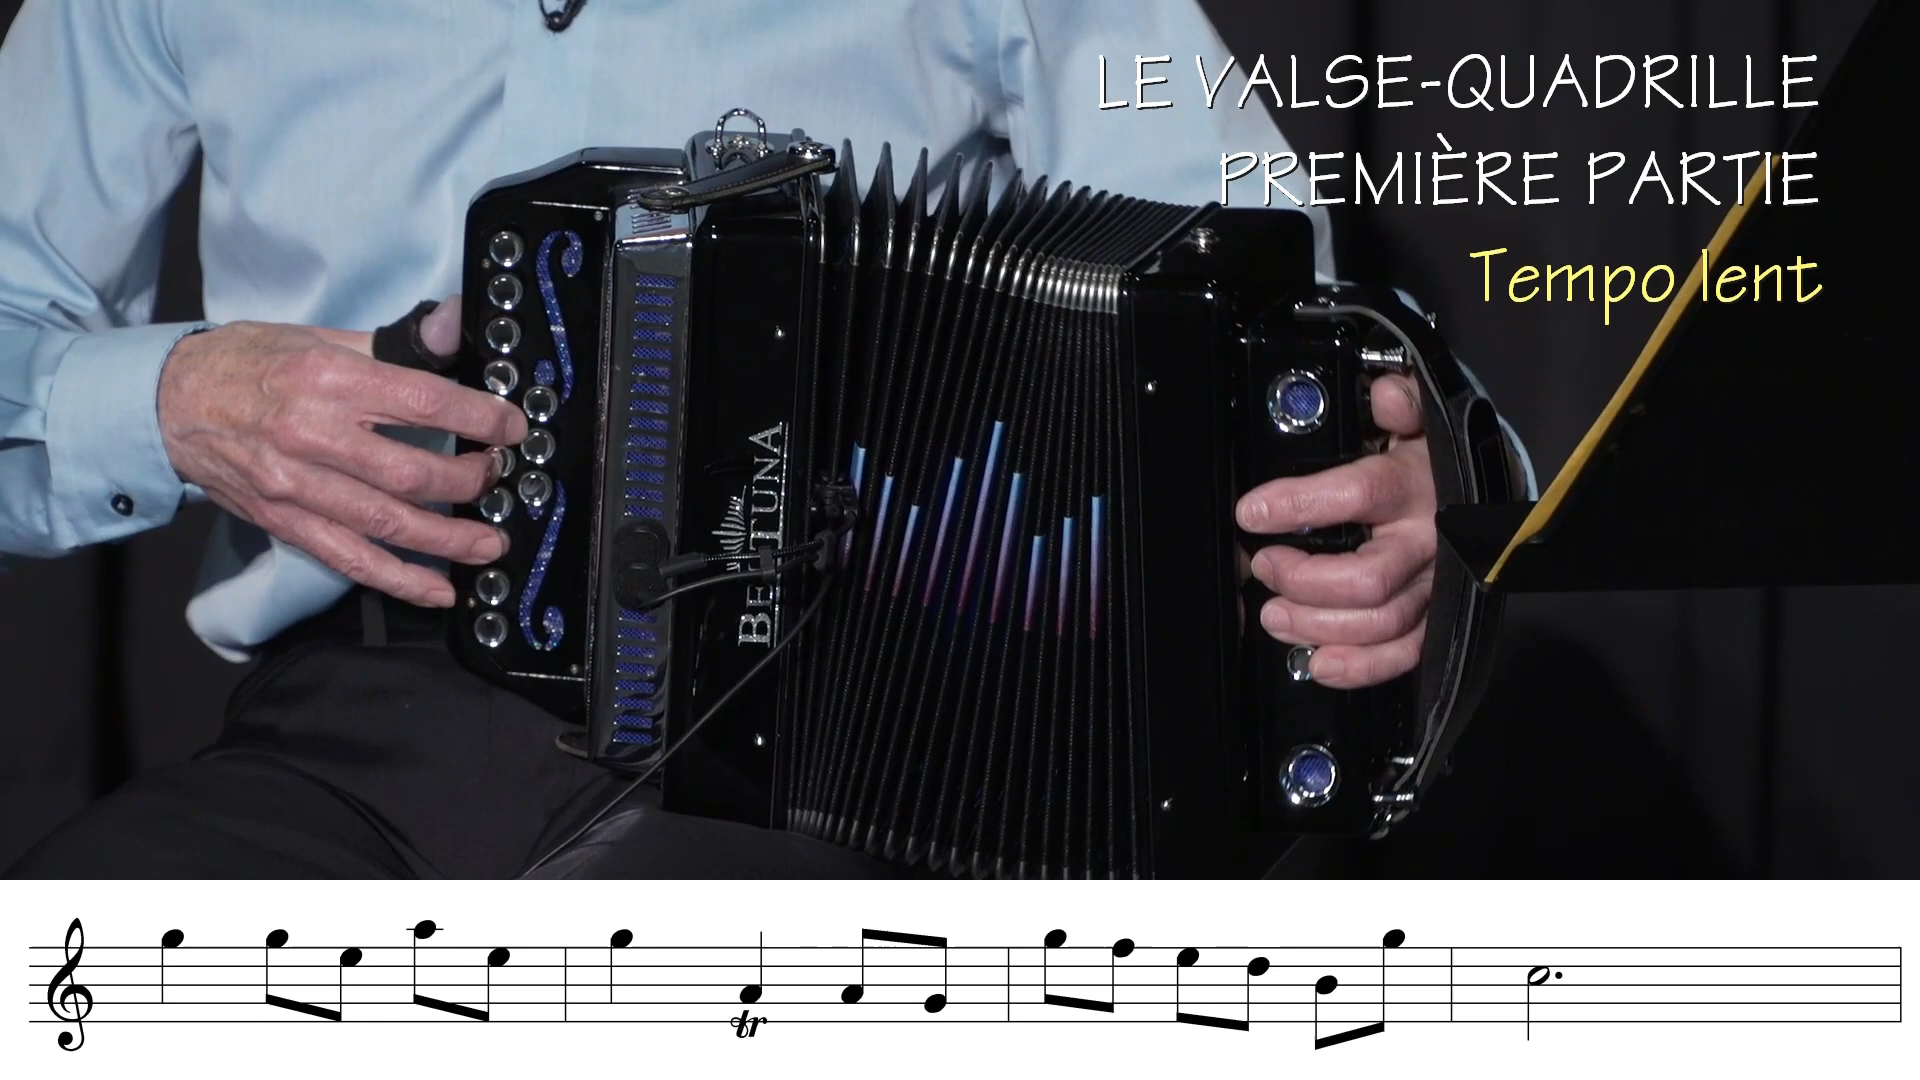 LE VALSE-QUADRILLE
PREMIÈRE PARTIE
Tempo lent
BELTUNA
tr